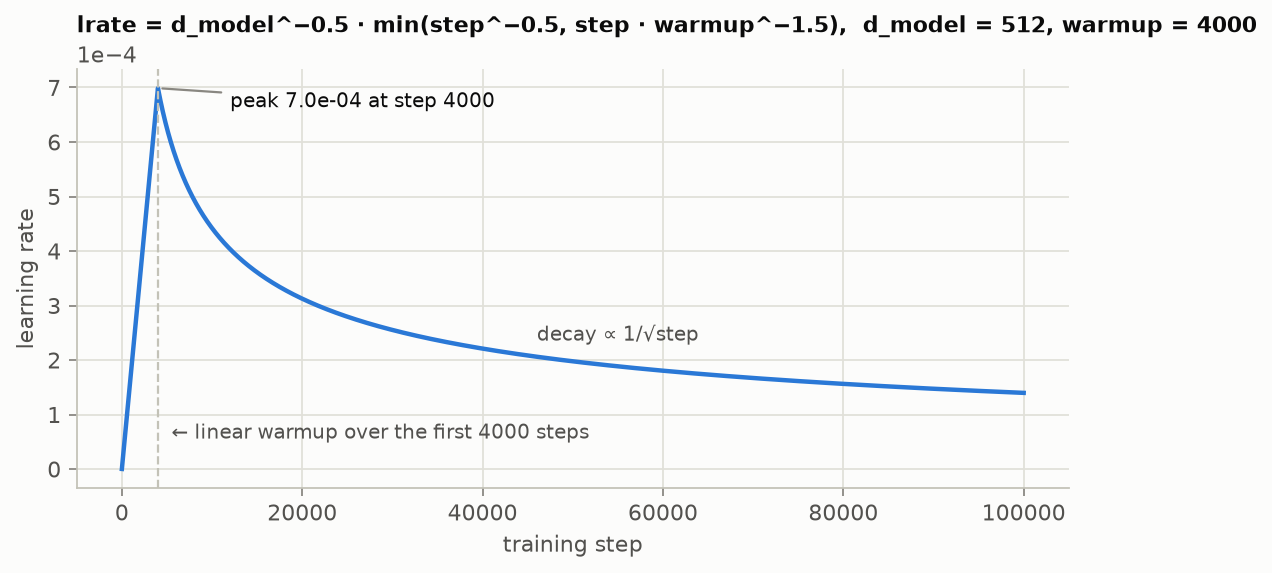 lrate = d_model^−0.5 · min(step^−0.5, step · warmup^−1.5),  d_model = 512, warmup = 4000
1e−4
7
peak 7.0e-04 at step 4000
6
5
4
3
decay ∝ 1/√step
2
1
← linear warmup over the first 4000 steps
0
learning rate
0 20000 40000 60000 80000 100000
training step